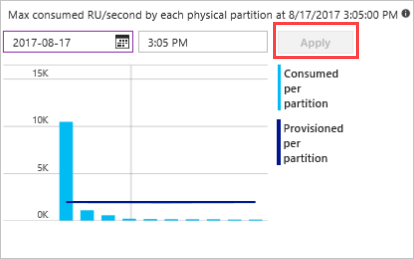 Max consumed RU/second by each physical partition at 8/17/2017 3:05:00 PM
2017-08-17
3:05 PM
Apply
15K
10K
5K
0K
Consumed
per
partition
Provisioned
per
partition